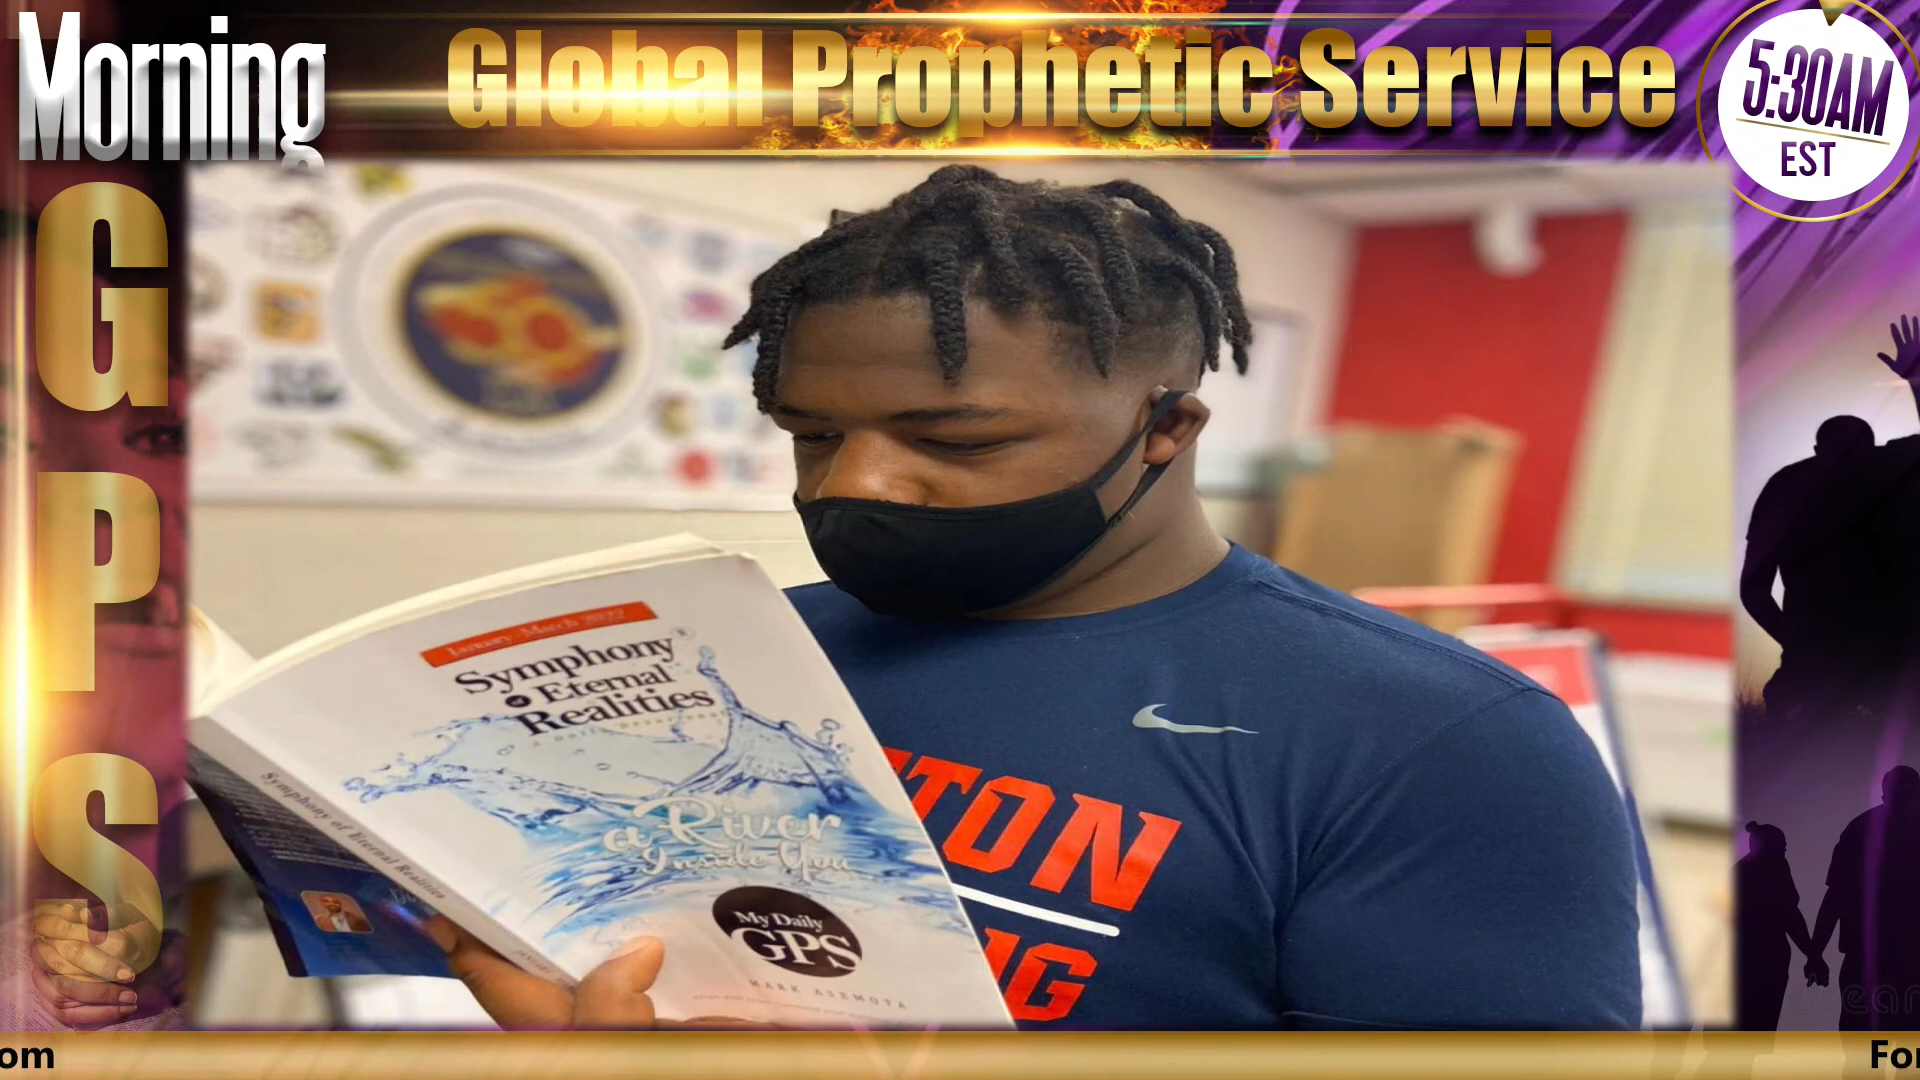 Morning
Global Prophetic Service
5:30AM
EST
G
P
S
January - March 2022
Symphony
of Eternal
Realities
a River
Inside You
My Daily
GPS
MARK ASEMOTA
Symphony of Eternal Realities
TON
NG
om
For